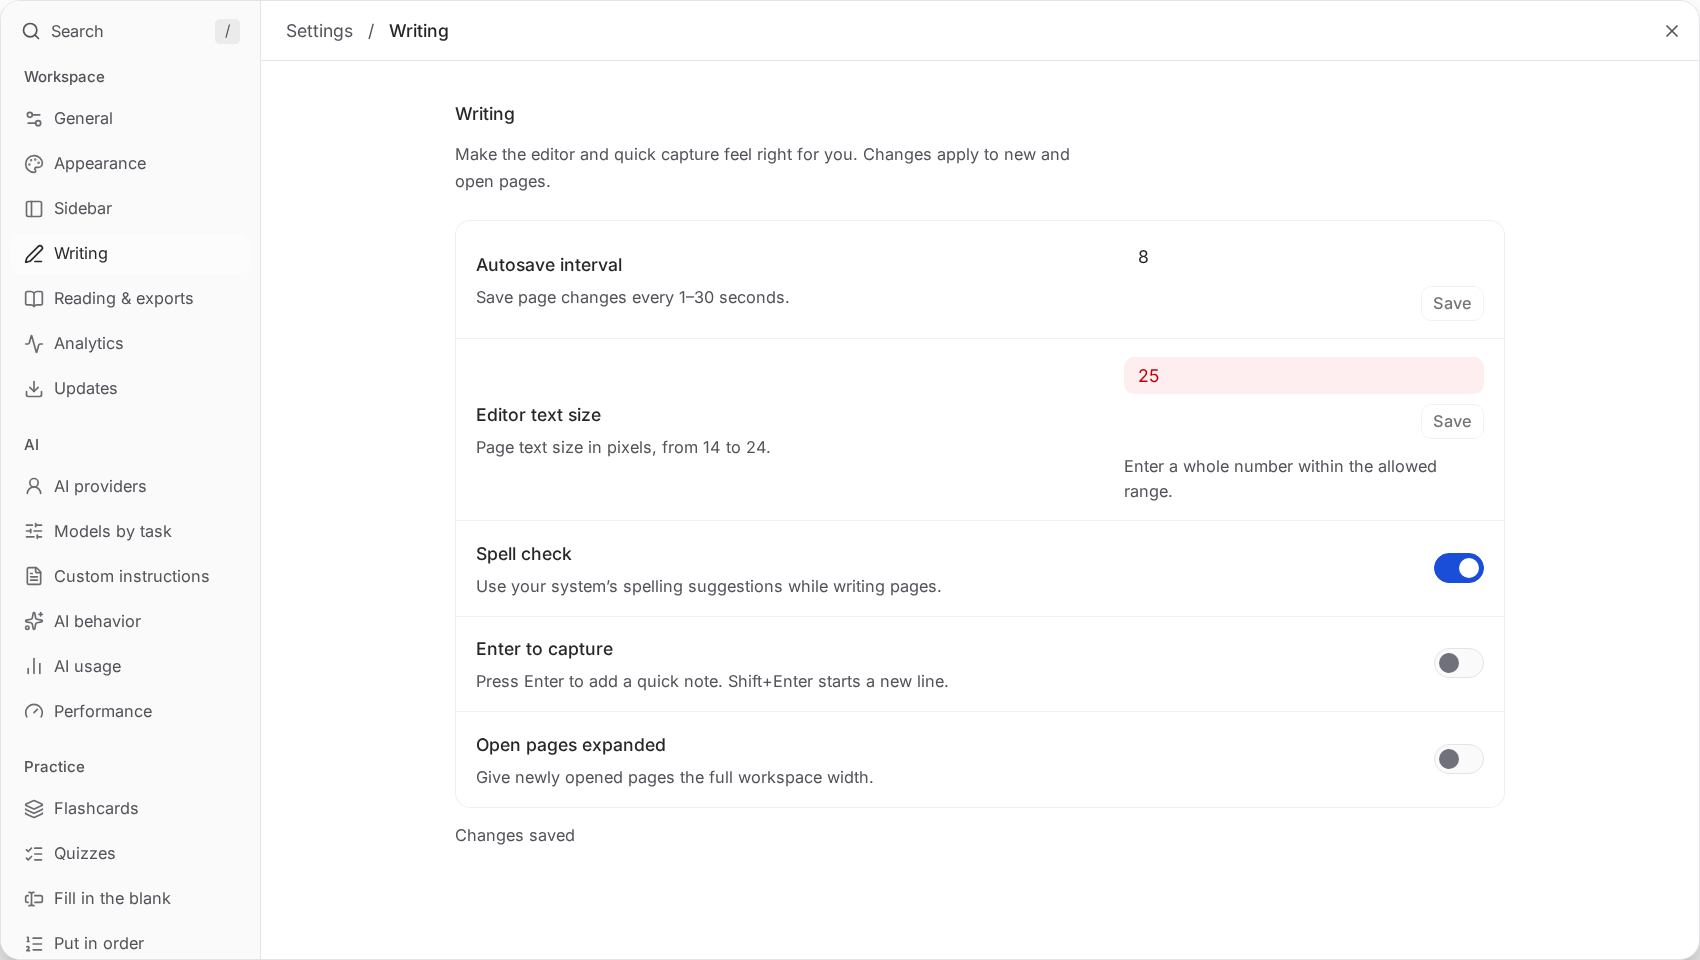 Search
/
Workspace
General
Appearance
Sidebar
Writing
Reading & exports
Analytics
Updates
AI
AI providers
Models by task
Custom instructions
AI behavior
AI usage
Performance
Practice
Flashcards
Quizzes
Fill in the blank
Put in order
Settings / Writing
Writing
Make the editor and quick capture feel right for you. Changes apply to new and
open pages.
Autosave interval
Save page changes every 1–30 seconds.
8
Save
Editor text size
Page text size in pixels, from 14 to 24.
25
Save
Enter a whole number within the allowed
range.
Spell check
Use your system’s spelling suggestions while writing pages.
Enter to capture
Press Enter to add a quick note. Shift+Enter starts a new line.
Open pages expanded
Give newly opened pages the full workspace width.
Changes saved